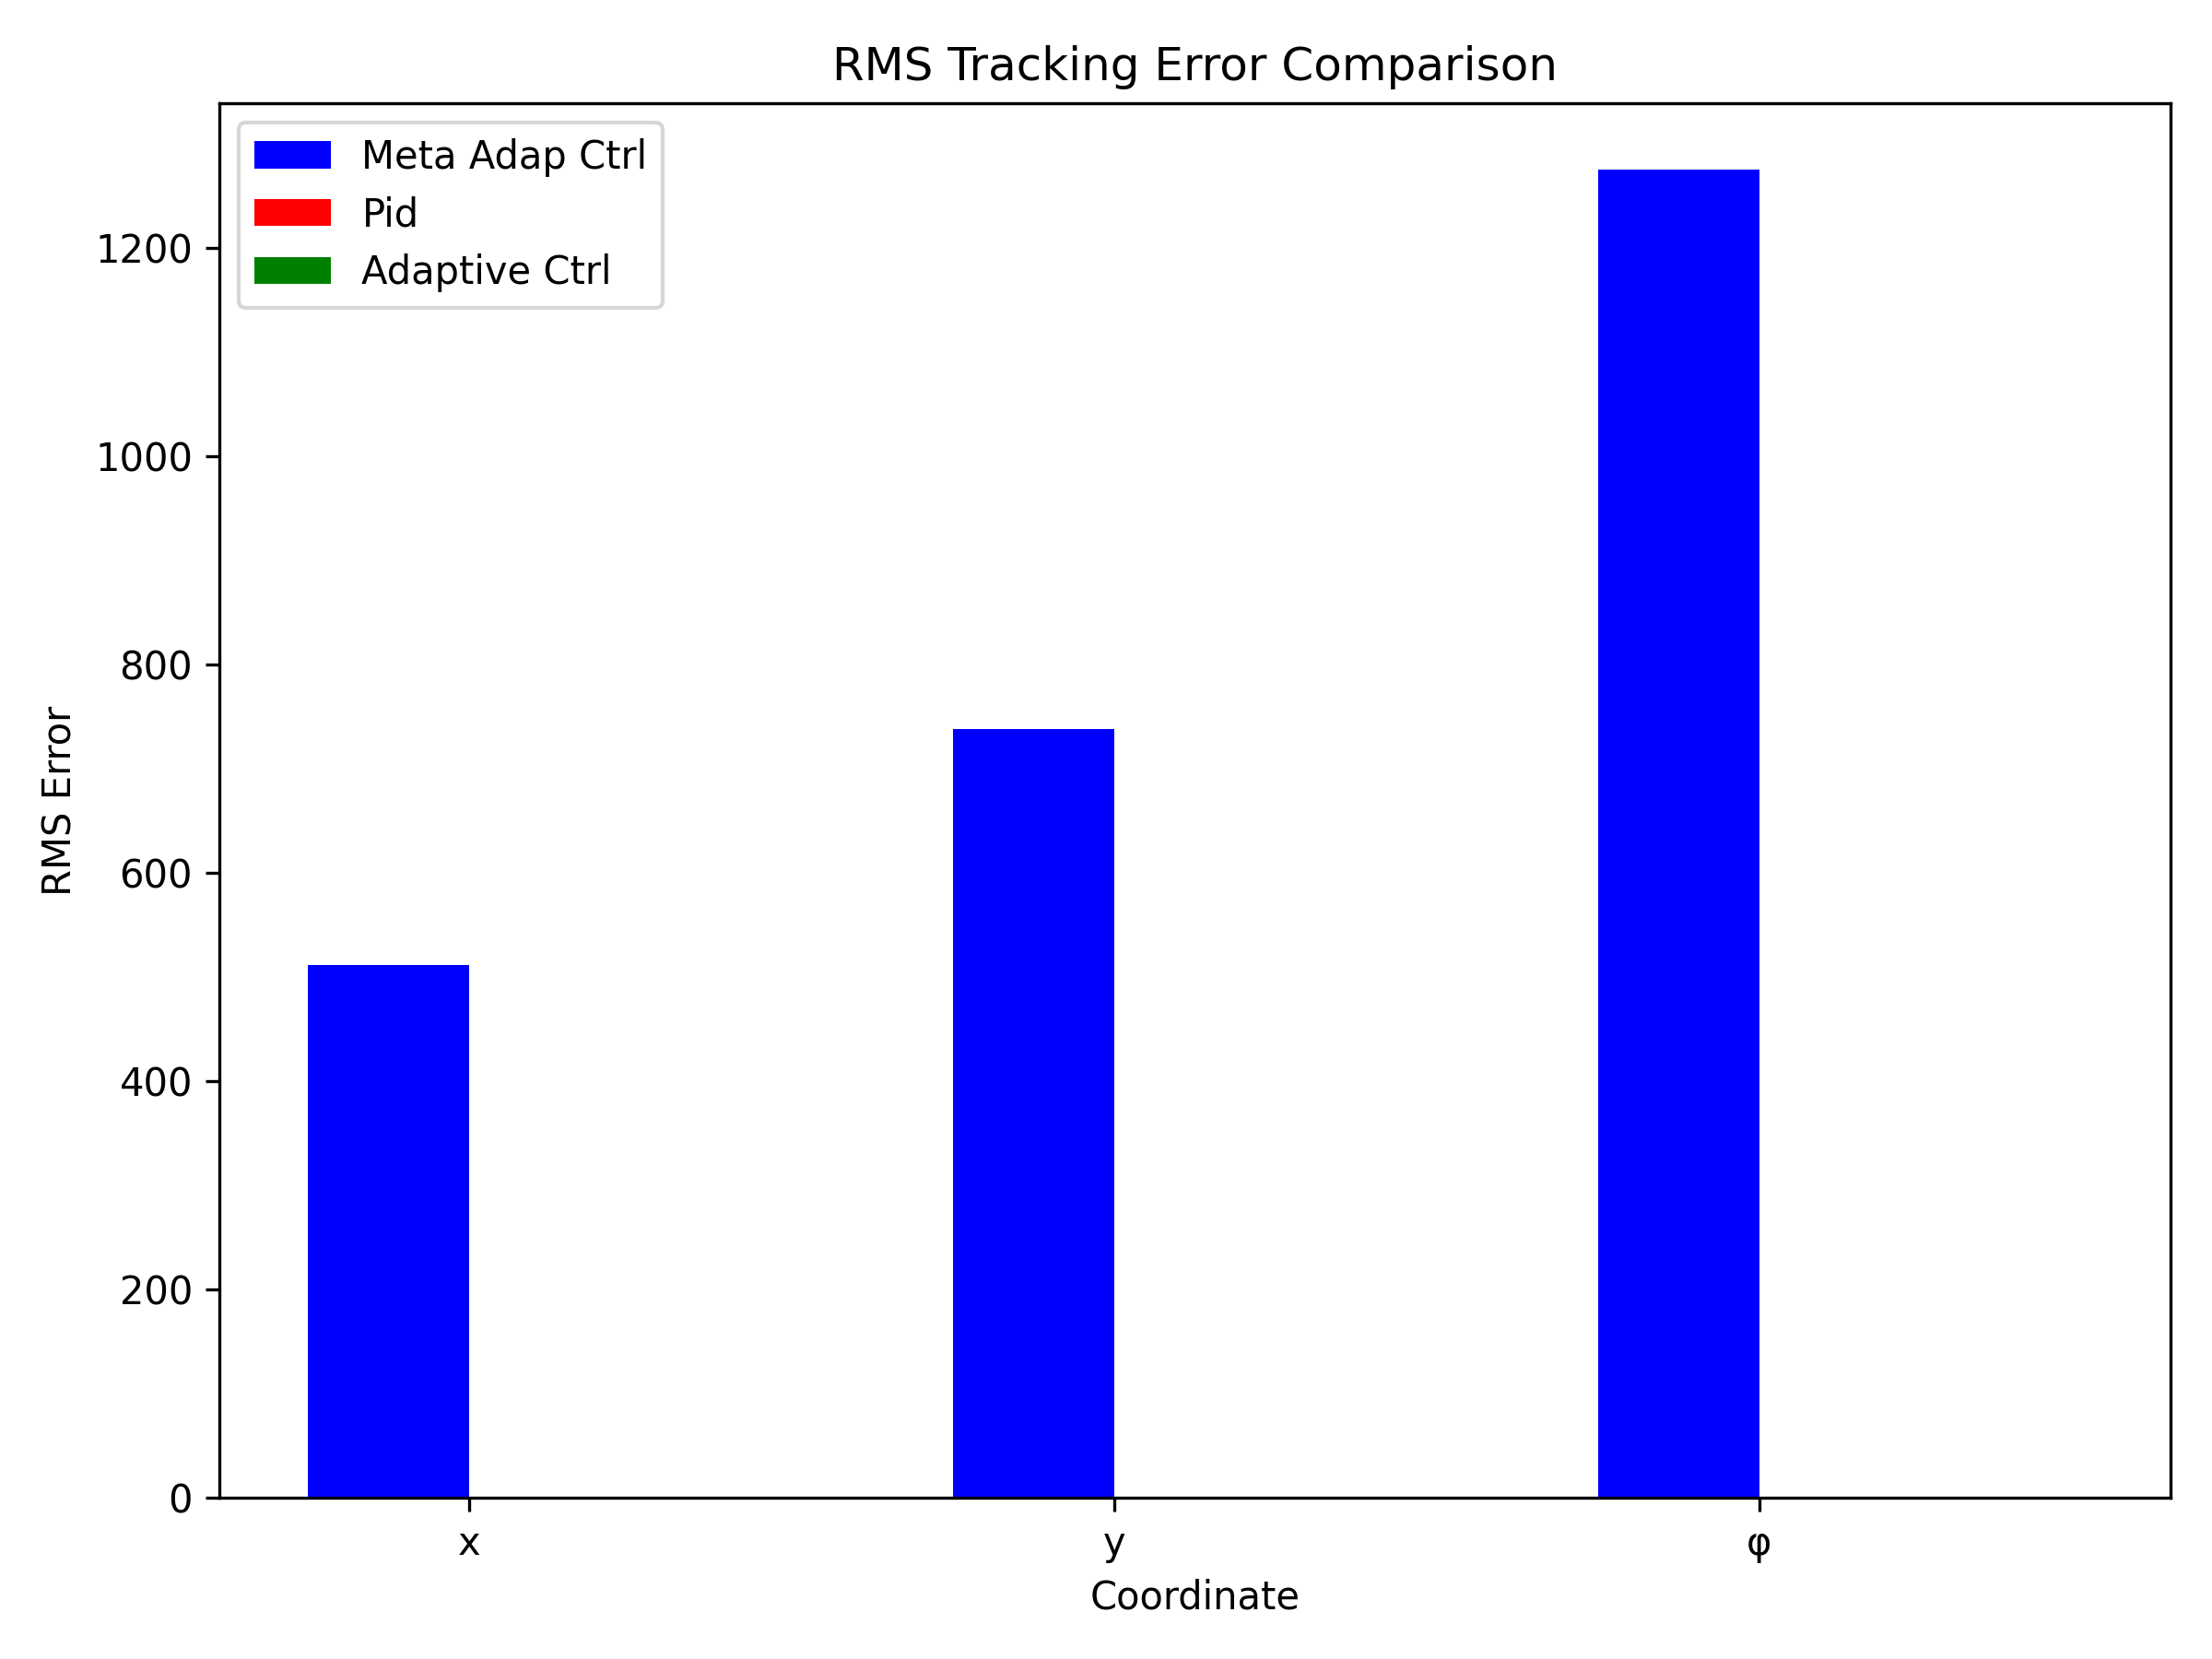 RMS Tracking Error Comparison
Meta Adap Ctrl
Pid
Adaptive Ctrl
1200
1000
800
600
400
200
0
RMS Error
x
y
φ
Coordinate